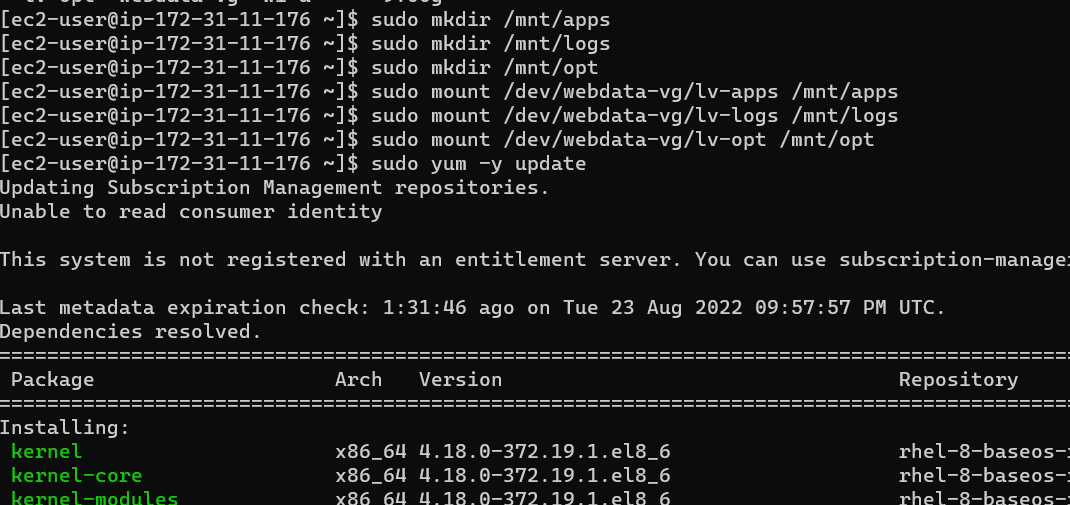 [ec2-user@ip-172-31-11-176 ~]$ sudo mkdir /mnt/apps
[ec2-user@ip-172-31-11-176 ~]$ sudo mkdir /mnt/logs
[ec2-user@ip-172-31-11-176 ~]$ sudo mkdir /mnt/opt
[ec2-user@ip-172-31-11-176 ~]$ sudo mount /dev/webdata-vg/lv-apps /mnt/apps
[ec2-user@ip-172-31-11-176 ~]$ sudo mount /dev/webdata-vg/lv-logs /mnt/logs
[ec2-user@ip-172-31-11-176 ~]$ sudo mount /dev/webdata-vg/lv-opt /mnt/opt
[ec2-user@ip-172-31-11-176 ~]$ sudo yum -y update
Updating Subscription Management repositories.
Unable to read consumer identity
This system is not registered with an entitlement server. You can use subscription-manage
Last metadata expiration check: 1:31:46 ago on Tue 23 Aug 2022 09:57:57 PM UTC.
Dependencies resolved.
================================================================================
Package Arch Version Repository
================================================================================
Installing:
kernel x86_64 4.18.0-372.19.1.el8_6 rhel-8-baseos-
kernel-core x86_64 4.18.0-372.19.1.el8_6 rhel-8-baseos-
kernel-modules x86_64 4.18.0-372.19.1.el8_6 rhel-8-baseos-